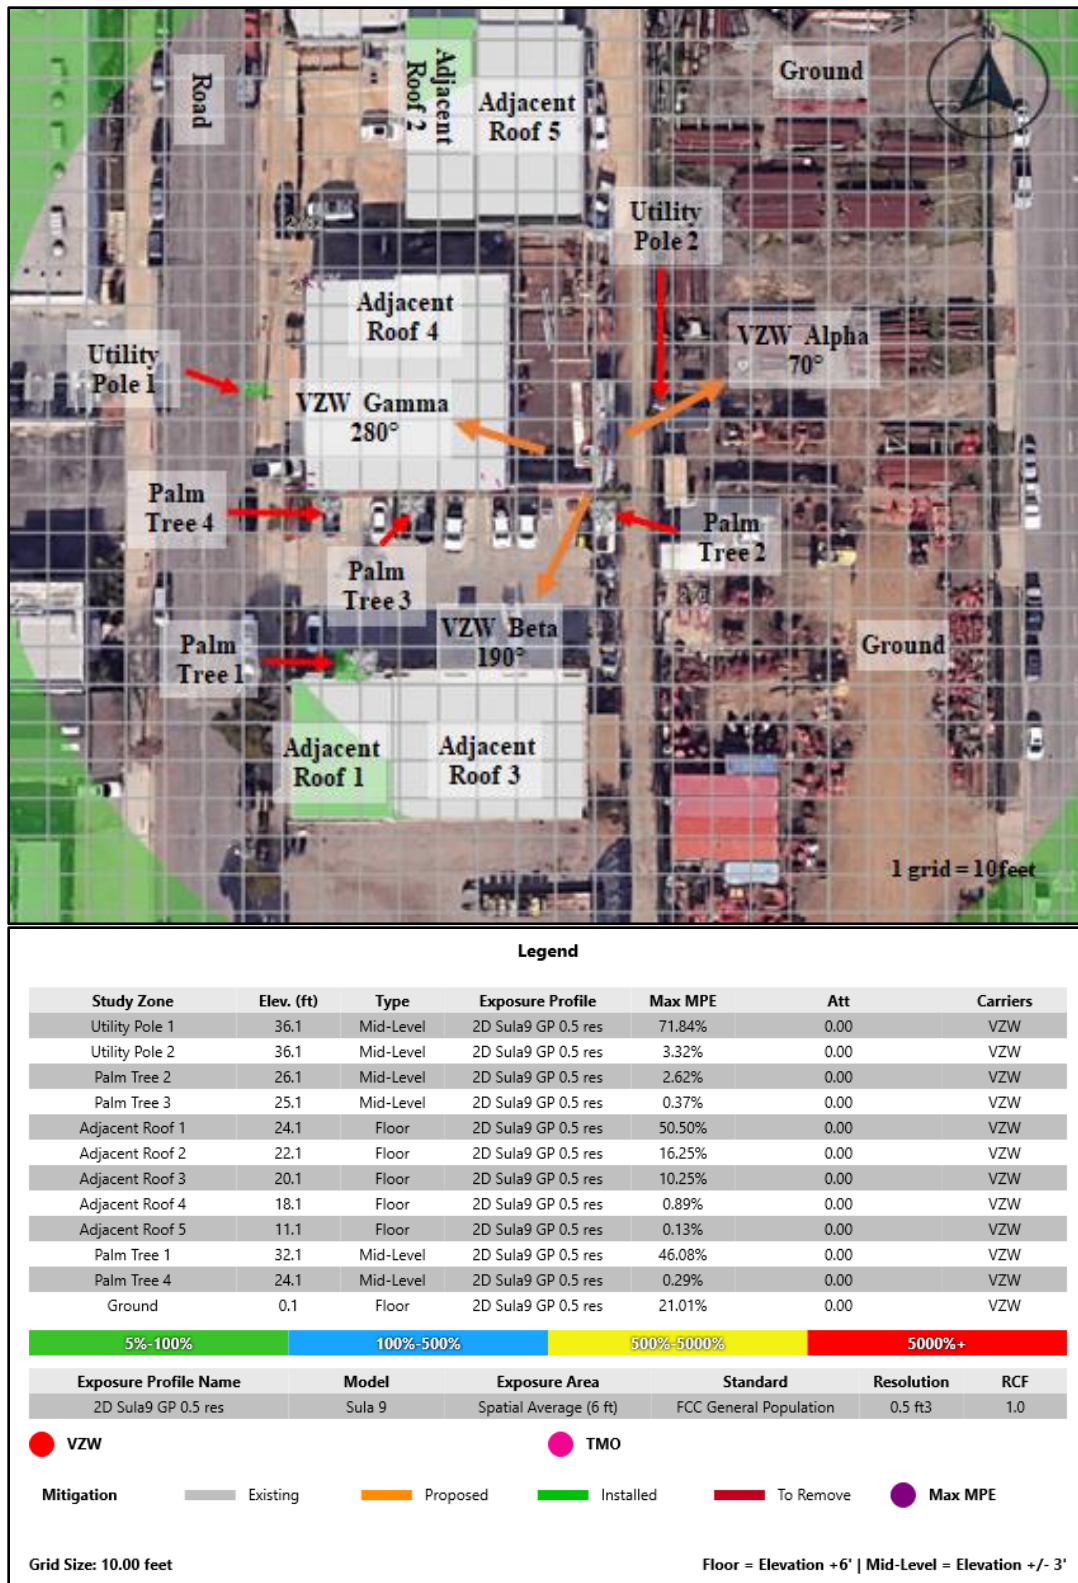 N
Road
Adjacent
Roof 2
Adjacent
Roof 5
Ground
Utility
Pole 2
Adjacent
Roof 4
VZW Alpha
70°
Utility
Pole 1
VZW Gamma
280°
Palm
Tree 4
Palm
Tree 2
Palm
Tree 3
VZW Beta
190°
Palm
Tree 1
Ground
Adjacent
Roof 1
Adjacent
Roof 3
1 grid = 10feet
Legend
Study Zone Elev. (ft) Type Exposure Profile Max MPE Att Carriers
Utility Pole 1 36.1 Mid-Level 2D Sula9 GP 0.5 res 71.84% 0.00 VZW
Utility Pole 2 36.1 Mid-Level 2D Sula9 GP 0.5 res 3.32% 0.00 VZW
Palm Tree 2 26.1 Mid-Level 2D Sula9 GP 0.5 res 2.62% 0.00 VZW
Palm Tree 3 25.1 Mid-Level 2D Sula9 GP 0.5 res 0.37% 0.00 VZW
Adjacent Roof 1 24.1 Floor 2D Sula9 GP 0.5 res 50.50% 0.00 VZW
Adjacent Roof 2 22.1 Floor 2D Sula9 GP 0.5 res 16.25% 0.00 VZW
Adjacent Roof 3 20.1 Floor 2D Sula9 GP 0.5 res 10.25% 0.00 VZW
Adjacent Roof 4 18.1 Floor 2D Sula9 GP 0.5 res 0.89% 0.00 VZW
Adjacent Roof 5 11.1 Floor 2D Sula9 GP 0.5 res 0.13% 0.00 VZW
Palm Tree 1 32.1 Mid-Level 2D Sula9 GP 0.5 res 46.08% 0.00 VZW
Palm Tree 4 24.1 Mid-Level 2D Sula9 GP 0.5 res 0.29% 0.00 VZW
Ground 0.1 Floor 2D Sula9 GP 0.5 res 21.01% 0.00 VZW
5%-100% 100%-500% 500%-5000% 5000%+
Exposure Profile Name Model Exposure Area Standard Resolution RCF
2D Sula9 GP 0.5 res Sula 9 Spatial Average (6 ft) FCC General Population 0.5 ft3 1.0
VZW TMO
Mitigation Existing Proposed Installed To Remove Max MPE
Grid Size: 10.00 feet Floor = Elevation +6' | Mid-Level = Elevation +/- 3'